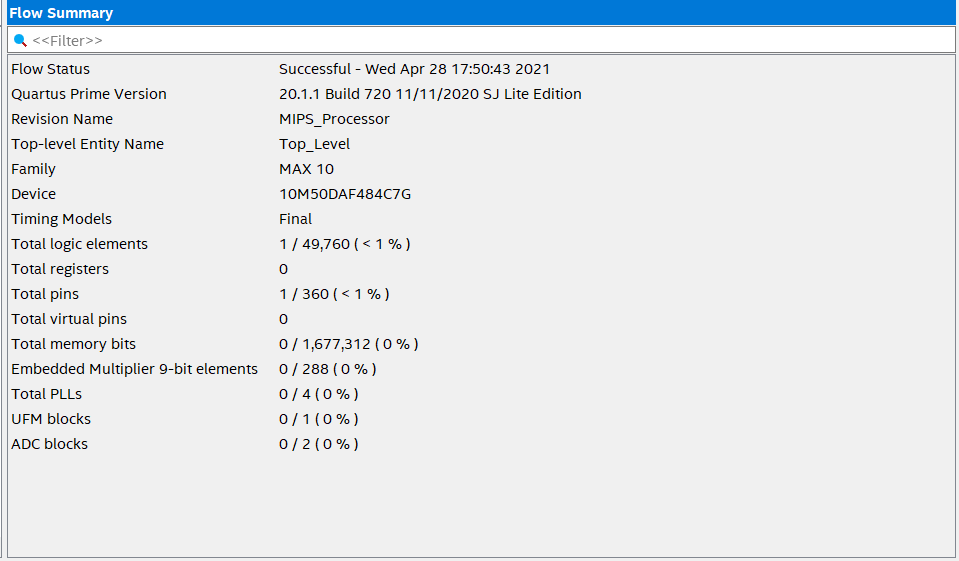 Flow Summary
<<Filter>>
Flow Status Successful - Wed Apr 28 17:50:43 2021
Quartus Prime Version 20.1.1 Build 720 11/11/2020 SJ Lite Edition
Revision Name MIPS_Processor
Top-level Entity Name Top_Level
Family MAX 10
Device 10M50DAF484C7G
Timing Models Final
Total logic elements 1 / 49,760 ( < 1 % )
Total registers 0
Total pins 1 / 360 ( < 1 % )
Total virtual pins 0
Total memory bits 0 / 1,677,312 ( 0 % )
Embedded Multiplier 9-bit elements 0 / 288 ( 0 % )
Total PLLs 0 / 4 ( 0 % )
UFM blocks 0 / 1 ( 0 % )
ADC blocks 0 / 2 ( 0 % )